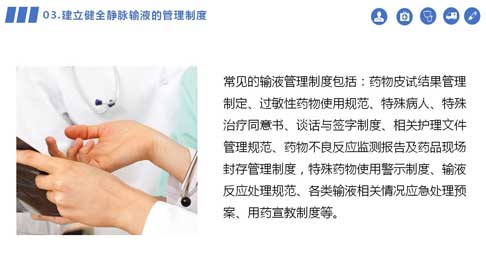 03.建立健全静脉输液的管理制度
常见的输液管理制度包括：药物皮试结果管理
制定、过敏性药物使用规范、特殊病人、特殊
治疗同意书、谈话与签字制度、相关护理文件
管理规范、药物不良反应监测报告及药品现场
封存管理制度，特殊药物使用警示制度、输液
反应处理规范、各类输液相关情况应急处理预
案、用药宣教制度等。